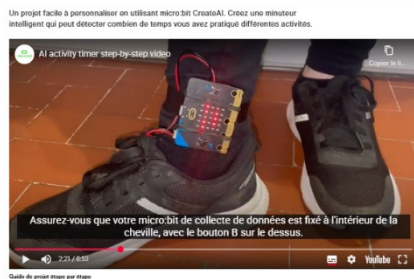 Un projet facile à personnaliser en utilisant micro:bit CreateAI. Créez une minuteur
intelligent qui peut détecter combien de temps vous avez pratiqué différentes activités.
AI activity timer step-by-step video
Copier le li...
Assurez-vous que votre micro:bit de collecte de données est fixé à l'intérieur de la
cheville, avec le bouton B sur le dessus.
2:21 / 8:53
YouTube
Guide de projet étape par étape